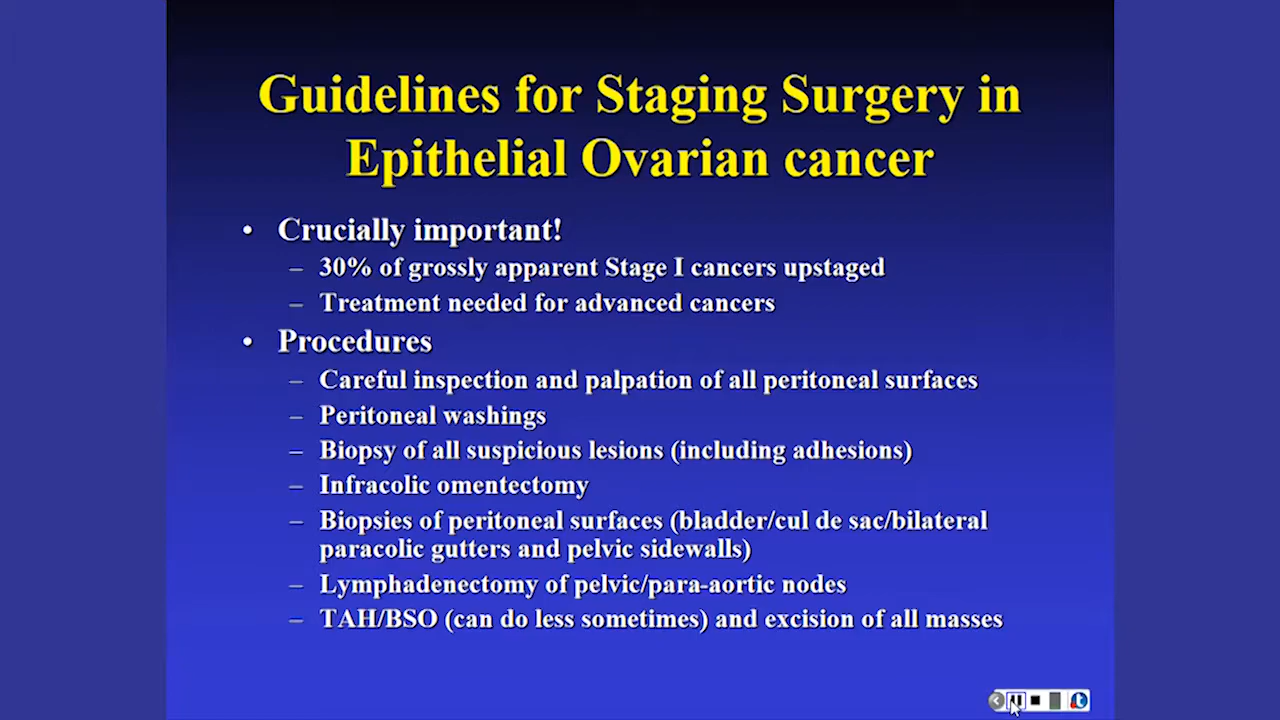 Guidelines for Staging Surgery in
Epithelial Ovarian cancer
• Crucially important!
– 30% of grossly apparent Stage I cancers upstaged
– Treatment needed for advanced cancers
• Procedures
– Careful inspection and palpation of all peritoneal surfaces
– Peritoneal washings
– Biopsy of all suspicious lesions (including adhesions)
– Infracolic omentectomy
– Biopsies of peritoneal surfaces (bladder/cul de sac/bilateral
paracolic gutters and pelvic sidewalls)
– Lymphadenectomy of pelvic/para-aortic nodes
– TAH/BSO (can do less sometimes) and excision of all masses